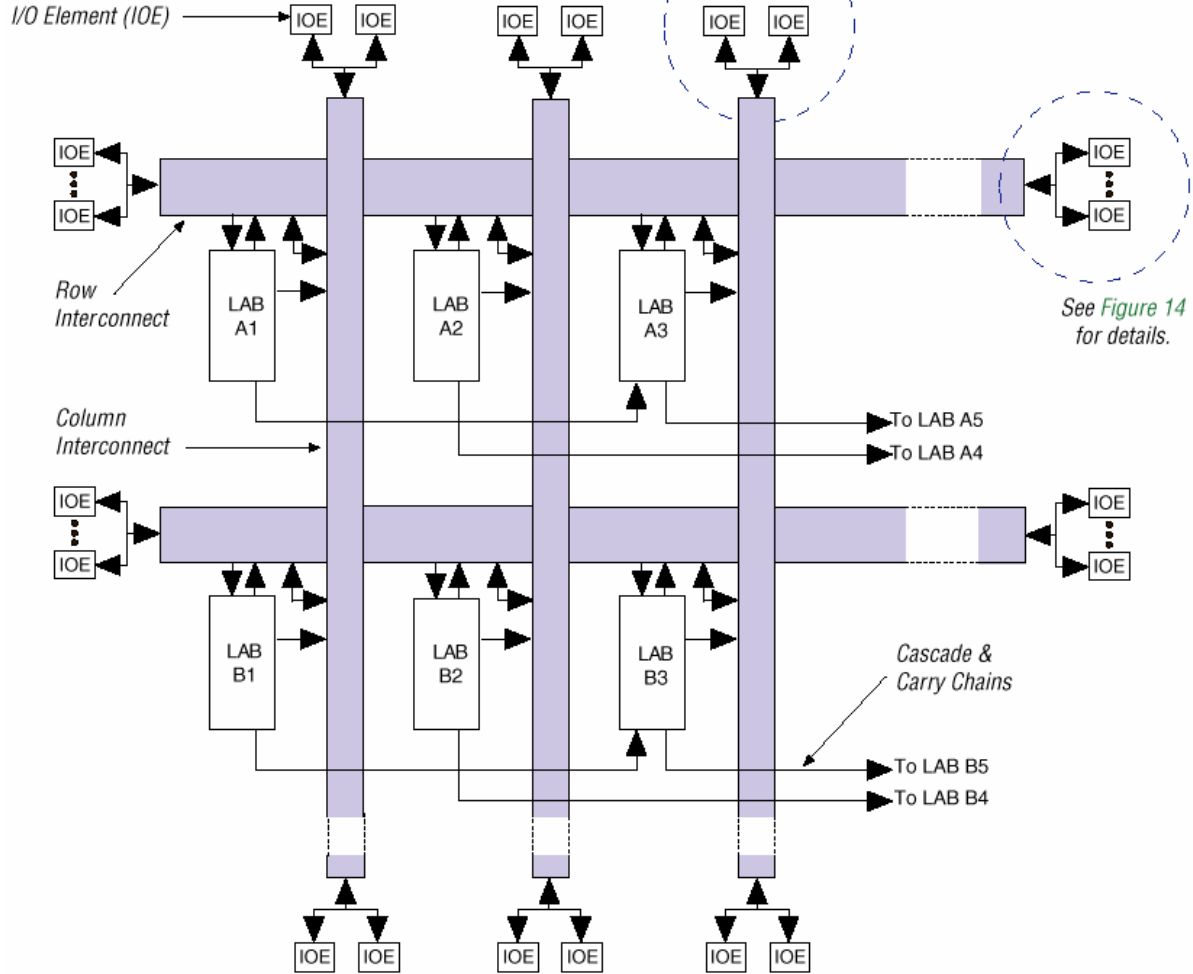 I/O Element (IOE)
IOE IOE
IOE IOE
IOE IOE
IOE
IOE
IOE
IOE
Row
Interconnect
LAB
A1
LAB
A2
LAB
A3
See Figure 14
for details.
Column
Interconnect
To LAB A5
To LAB A4
IOE
IOE
IOE
IOE
LAB
B1
LAB
B2
LAB
B3
Cascade &
Carry Chains
To LAB B5
To LAB B4
IOE IOE
IOE IOE
IOE IOE